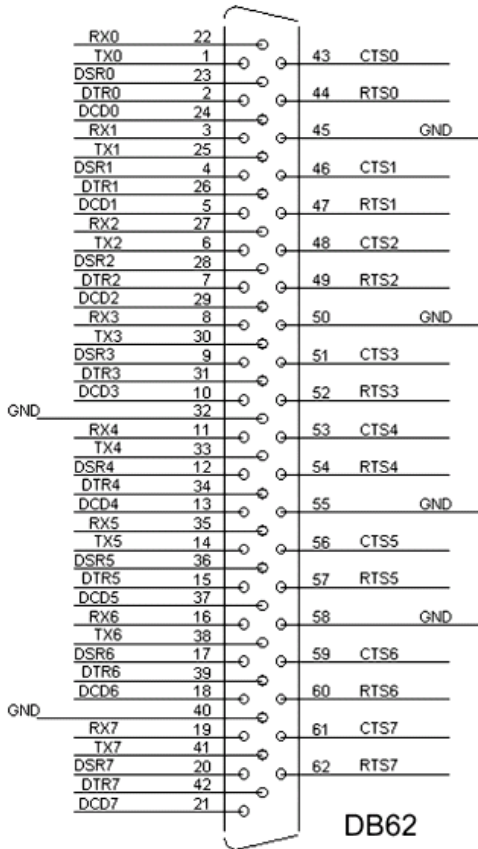 RX0 22
TX0 1 43 CTS0
DSR0 23
DTR0 2 44 RTS0
DCD0 24
RX1 3 45 GND
TX1 25
DSR1 4 46 CTS1
DTR1 26
DCD1 5 47 RTS1
RX2 27
TX2 6 48 CTS2
DSR2 28
DTR2 7 49 RTS2
DCD2 29
RX3 8 50 GND
TX3 30
DSR3 9 51 CTS3
DTR3 31
DCD3 10 52 RTS3
GND 32
RX4 11 53 CTS4
TX4 33
DSR4 12 54 RTS4
DTR4 34
DCD4 13 55 GND
RX5 35
TX5 14 56 CTS5
DSR5 36
DTR5 15 57 RTS5
DCD5 37
RX6 16 58 GND
TX6 38
DSR6 17 59 CTS6
DTR6 39
DCD6 18 60 RTS6
GND 40
RX7 19 61 CTS7
TX7 41
DSR7 20 62 RTS7
DTR7 42
DCD7 21
DB62